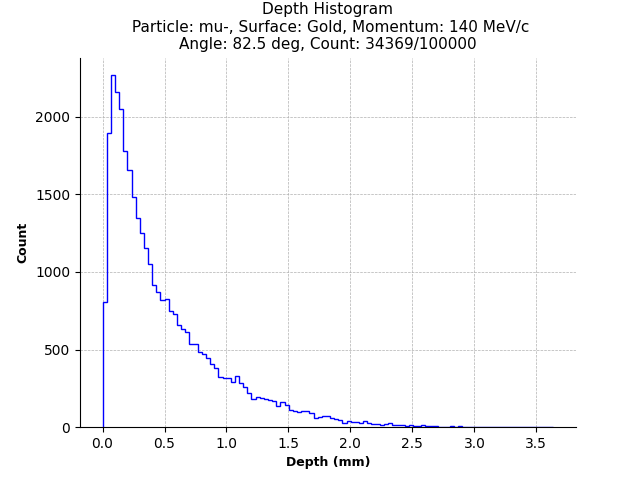 Depth Histogram
Particle: mu-, Surface: Gold, Momentum: 140 MeV/c
Angle: 82.5 deg, Count: 34369/100000
2000
1500
1000
500
0
Count
0.0 0.5 1.0 1.5 2.0 2.5 3.0 3.5
Depth (mm)